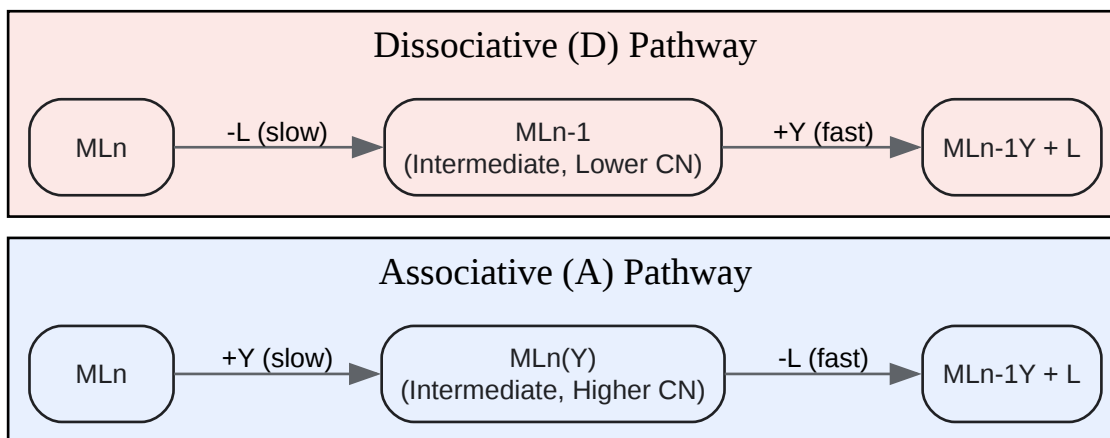 Dissociative (D) Pathway
MLn
-L (slow)
MLn-1
(Intermediate, Lower CN)
+Y (fast)
MLn-1Y + L
Associative (A) Pathway
MLn
+Y (slow)
MLn(Y)
(Intermediate, Higher CN)
-L (fast)
MLn-1Y + L